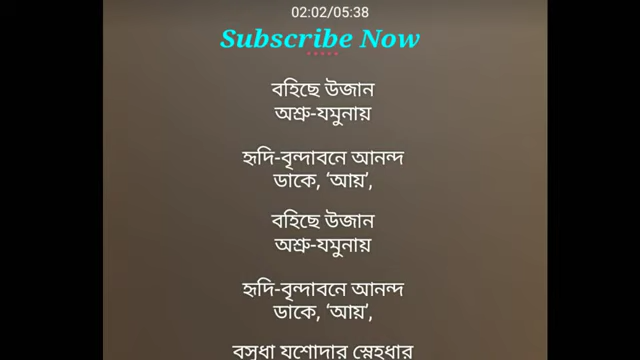 02:02/05:38
Subscribe Now
বহিছে উজান
অশ্রু-যমুনায়
হৃদি-বৃন্দাবনে আনন্দ
ডাকে, ‘আয়’,
বহিছে উজান
অশ্রু-যমুনায়
হৃদি-বৃন্দাবনে আনন্দ
ডাকে, ‘আয়’,
বসুধা যশোদার স্নেহধার